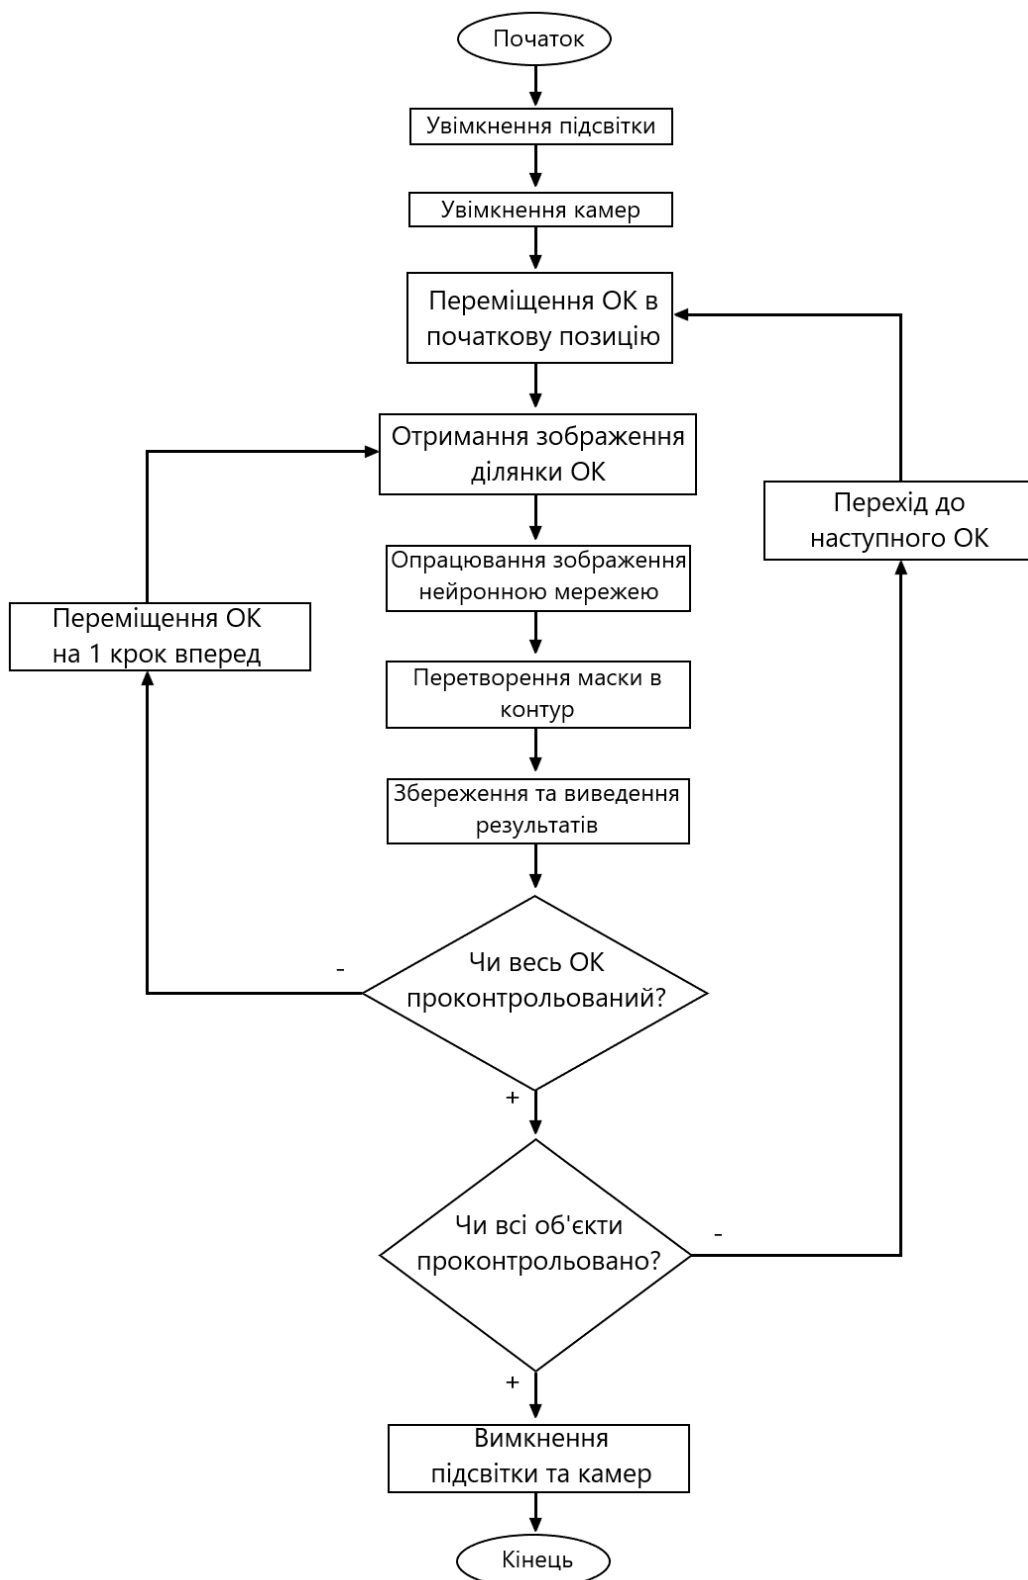 Початок
Увімкнення підсвітки
Увімкнення камер
Переміщення ОК в
початкову позицію
Отримання зображення
ділянки ОК
Перехід до
наступного ОК
Опрацювання зображення
нейронною мережею
Переміщення ОК
на 1 крок вперед
Перетворення маски в
контур
Збереження та виведення
результатів
Чи весь ОК
проконтрольований?
-
+
Чи всі об'єкти
проконтрольовано?
-
+
Вимкнення
підсвітки та камер
Кінець